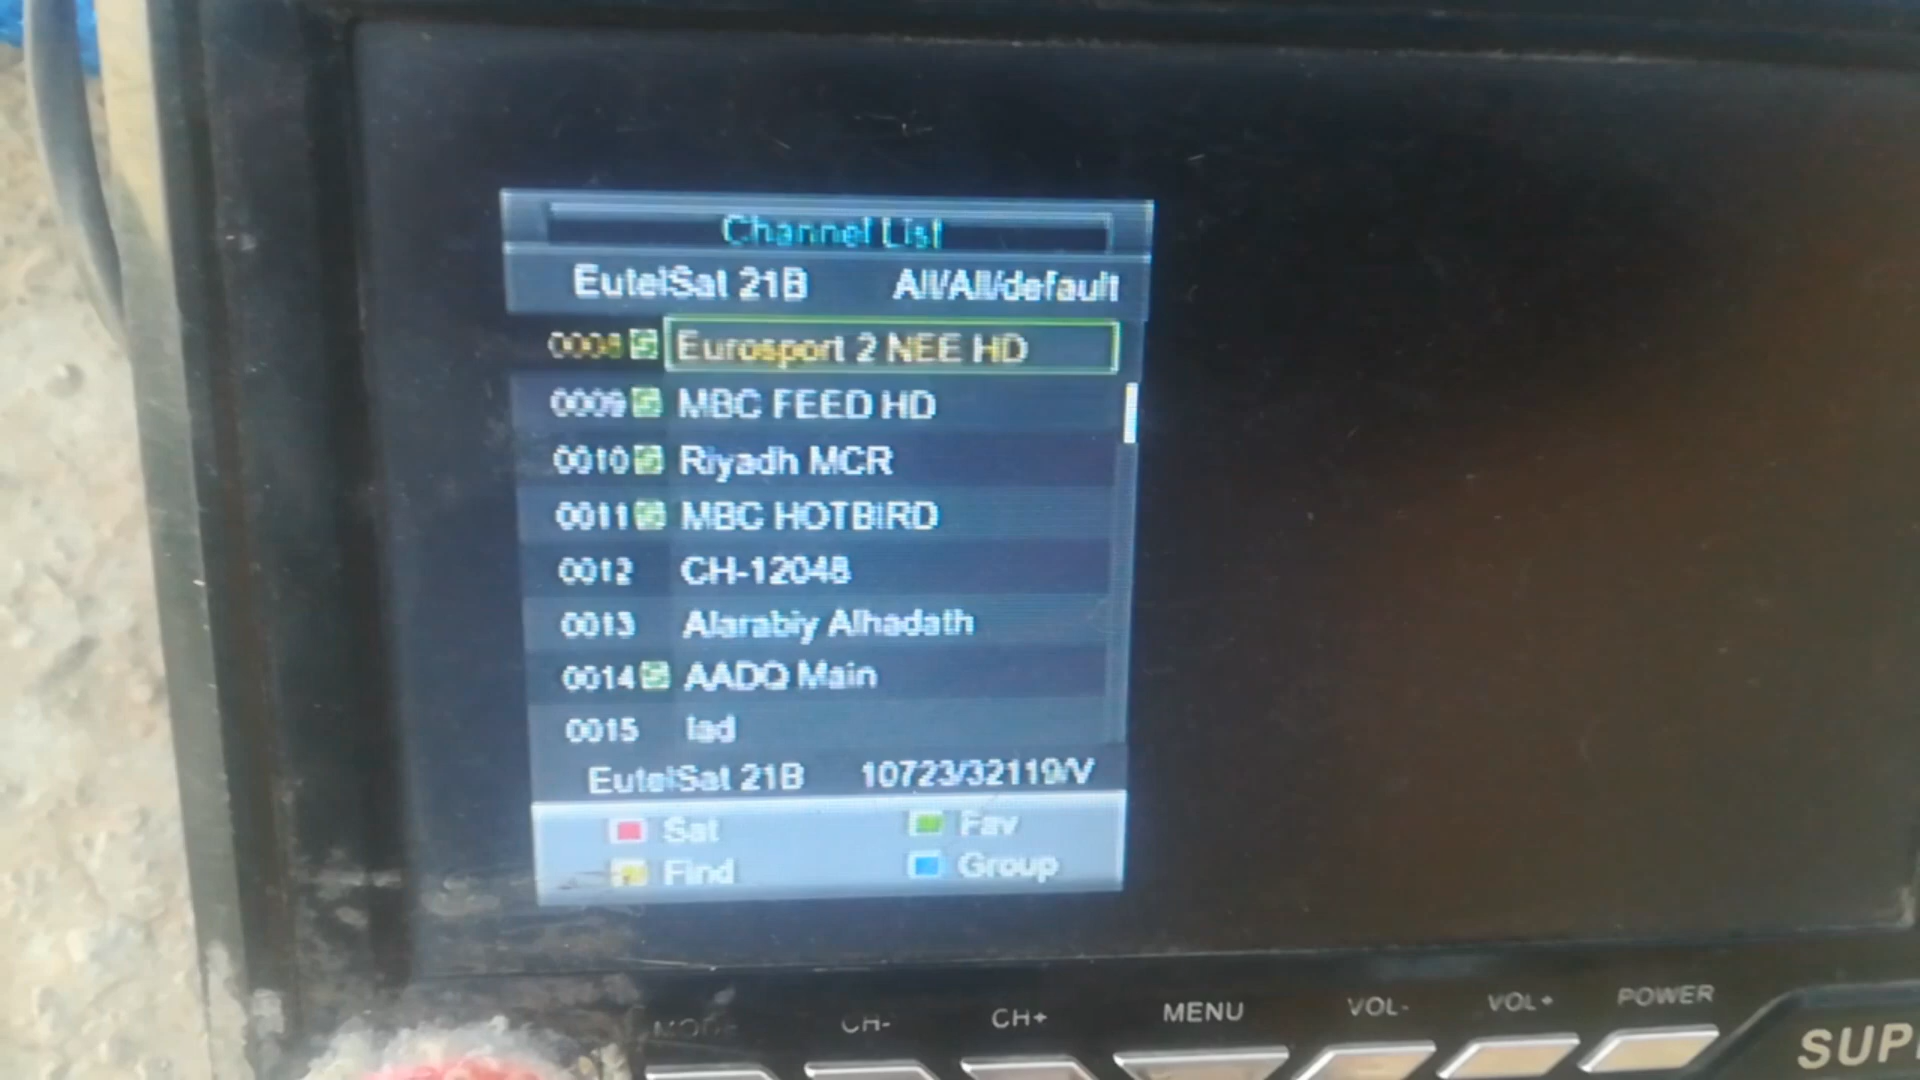 Channel List
EutelSat 21B All/All/default
0008 Eurosport 2 NEE HD
0009 MBC FEED HD
0010 Riyadh MCR
0011 MBC HOTBIRD
0012 CH-12048
0013 Alarabiy Alhadath
0014 AADQ Main
0015 lad
EutelSat 21B 10723/32119/V
Sat Fav
Find Group
MODE CH- CH+ MENU VOL- VOL+ POWER
SUP